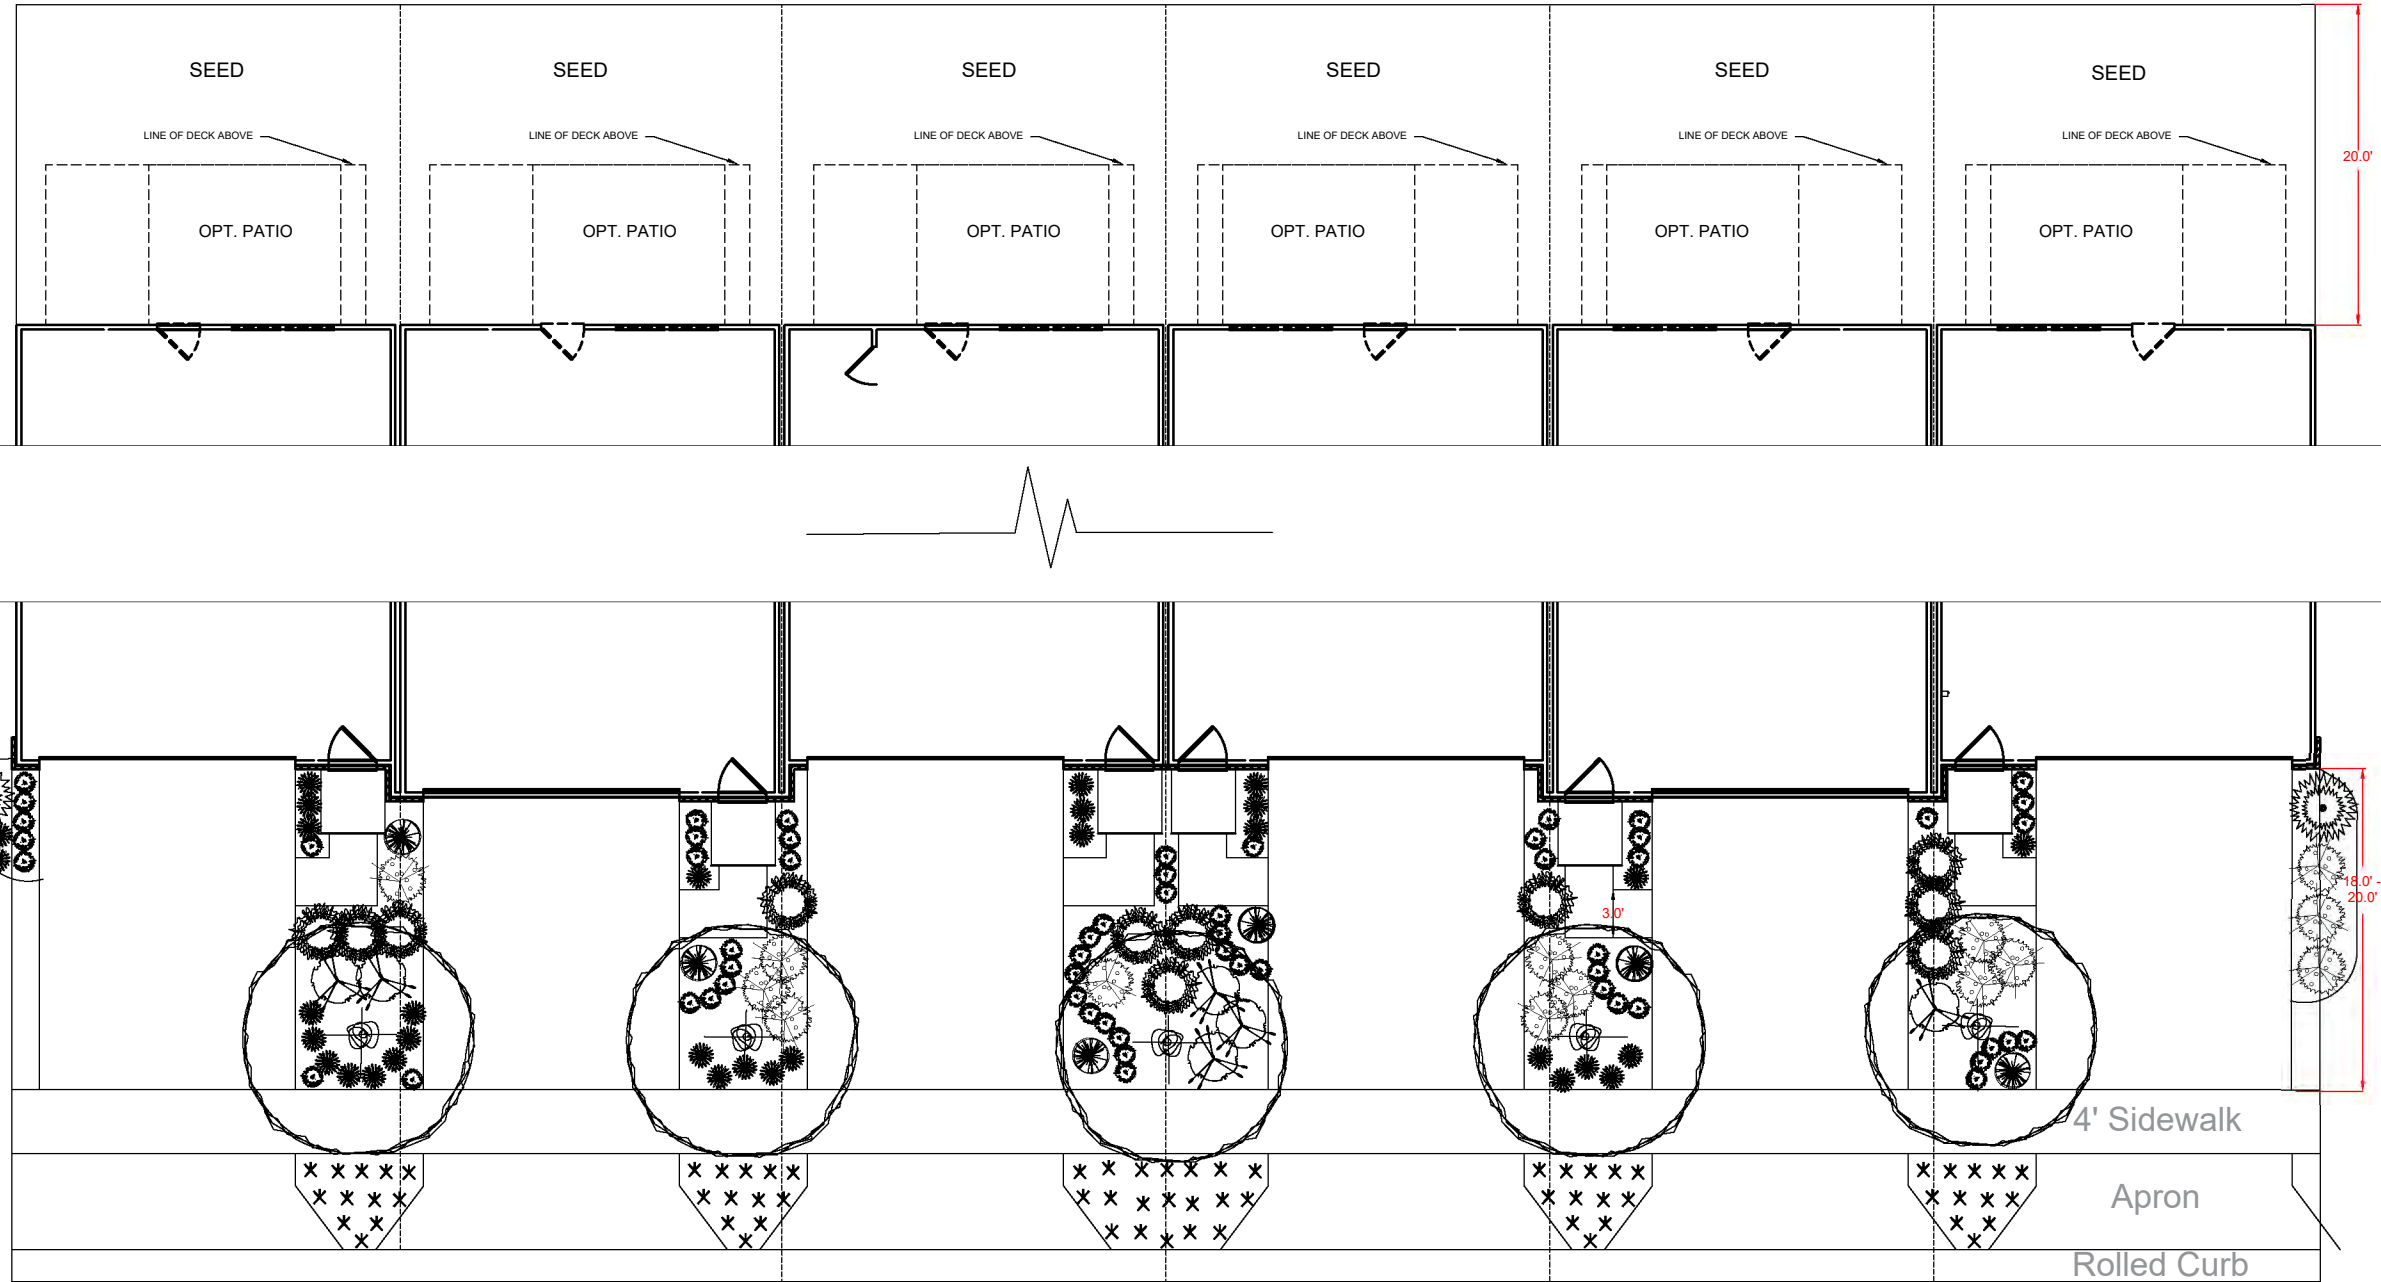 SEED
SEED
SEED
SEED
SEED
SEED
LINE OF DECK ABOVE
LINE OF DECK ABOVE
LINE OF DECK ABOVE
LINE OF DECK ABOVE
LINE OF DECK ABOVE
LINE OF DECK ABOVE
20.0'
OPT. PATIO
OPT. PATIO
OPT. PATIO
OPT. PATIO
OPT. PATIO
OPT. PATIO
18.0' -
20.0'
3.0'
4' Sidewalk
Apron
Rolled Curb